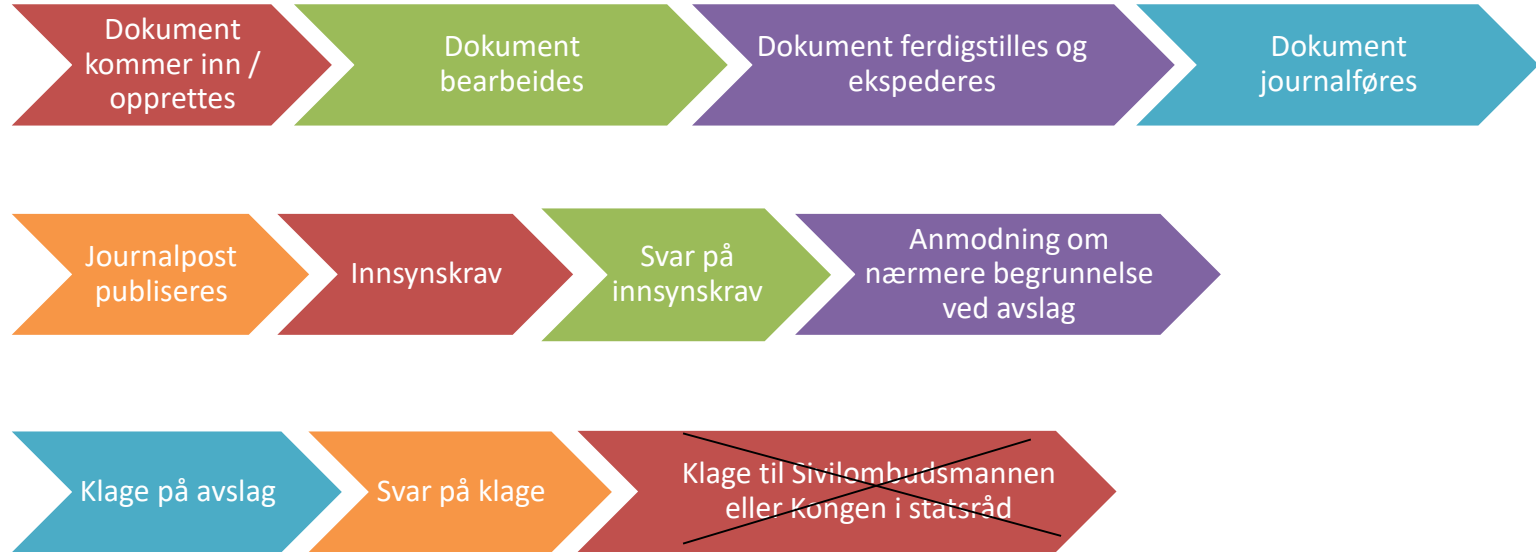 Dokument
kommer inn /
opprettes
Dokument
bearbeides
Dokument ferdigstilles og
ekspederes
Dokument
journalføres
Journalpost
publiseres
Innsynskrav
Svar på
innsynskrav
Anmodning om
nærmere begrunnelse
ved avslag
Klage på avslag
Svar på klage
Klage til Sivilombudsmannen
eller Kongen i statsråd